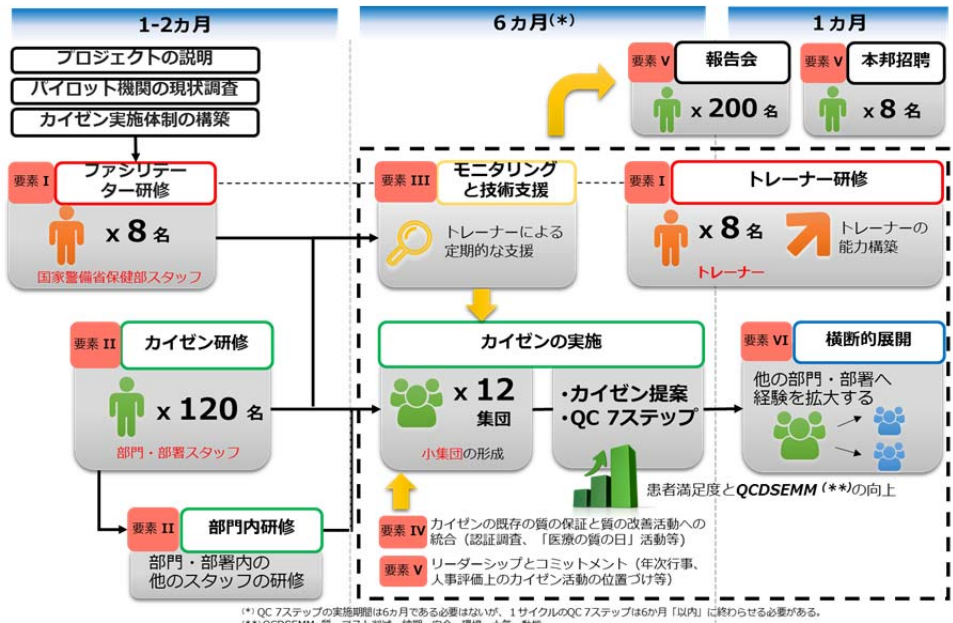 1-2カ月
6カ月(*)
1カ月
プロジェクトの説明
パイロット機関の現状調査
カイゼン実施体制の構築
要素 V
報告会
x 200 名
要素 V
本邦招聘
x 8 名
要素 I
ファシリテー
ター研修
x 8 名
国家警備省保健部スタッフ
要素 III
モニタリング
と技術支援
トレーナーによる
定期的な支援
要素 I
トレーナー研修
x 8 名
トレーナー
トレーナーの
能力構築
要素 II
カイゼン研修
x 120 名
部門・部署スタッフ
カイゼンの実施
x 12
集団
小集団の形成
・カイゼン提案
・QC 7ステップ
要素 VI
横断的展開
他の部門・部署へ
経験を拡大する
患者満足度とQCDSEMM (**)の向上
要素 II
部門内研修
部門・部署内の
他のスタッフの研修
要素 IV
カイゼンの既存の質の保証と質の改善活動への
統合（認証調査、「医療の質の日」活動等）
要素 V
リーダーシップとコミットメント（年次行事、
人事評価上のカイゼン活動の位置づけ等）
(*) QC 7ステップの実施期間は6ヵ月である必要はないが、1サイクルのQC 7ステップは6か月「以内」に終わらせる必要がある。